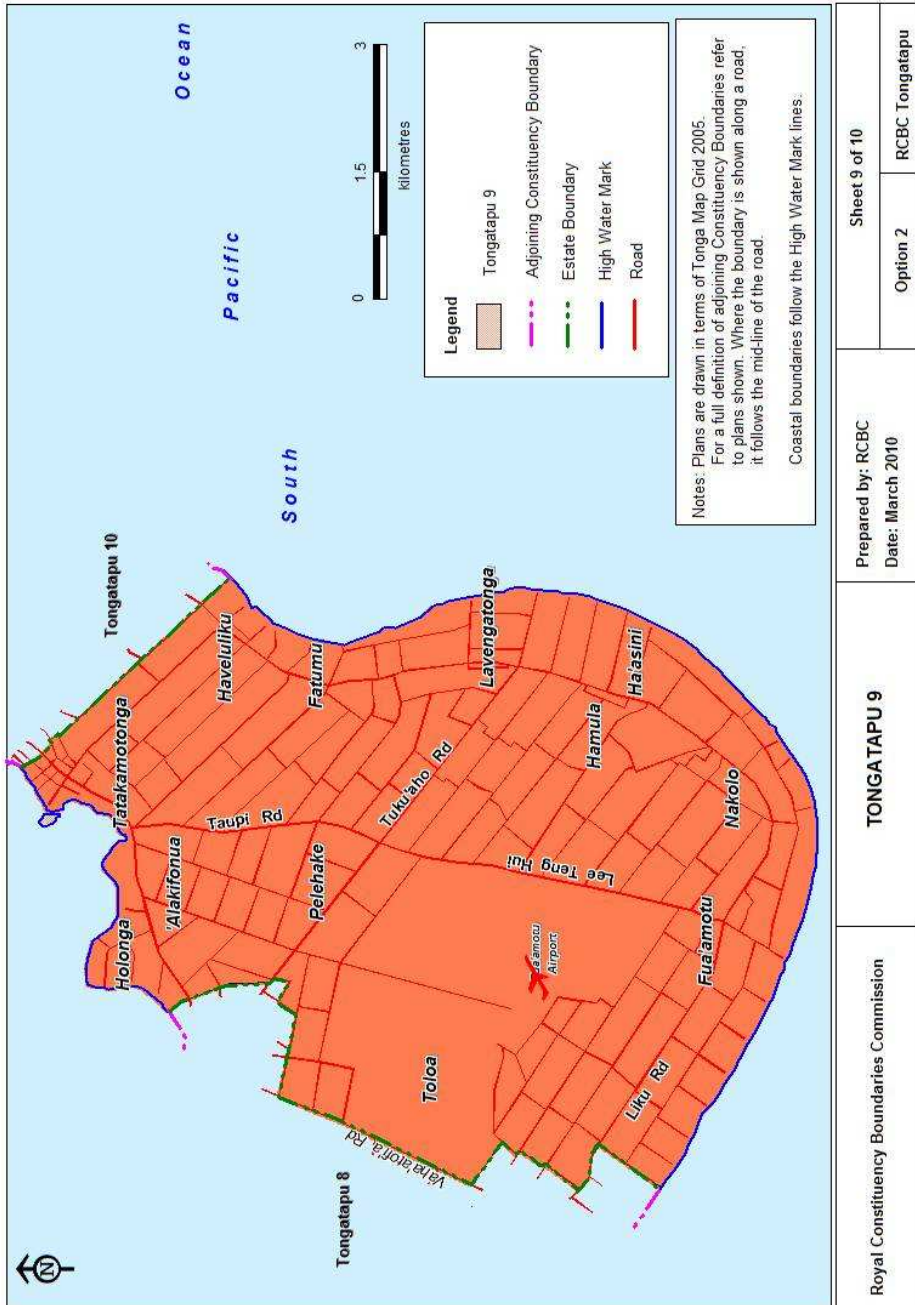 N
Tongatapu 8
Tongatapu 10
South
Pacific
Ocean
Holonga
'Alakifonua
Tatakamotonga
Haveluliku
Fatumu
Taupi Rd
Pelehake
Tuku'aho Rd
Lavengatonga
Vaha'atofi'a Rd
Toloa
Airport
Lee Teng Hui
Hamula
Ha'asini
Fua'amotu
Nakolo
Liku Rd
0 1.5 3
kilometres
Legend
Tongatapu 9
Adjoining Constituency Boundary
Estate Boundary
High Water Mark
Road
Notes: Plans are drawn in terms of Tonga Map Grid 2005.
For a full definition of adjoining Constituency Boundaries refer
to plans shown. Where the boundary is shown along a road,
it follows the mid-line of the road.
Coastal boundaries follow the High Water Mark lines.
Royal Constituency Boundaries Commission
TONGATAPU 9
Prepared by: RCBC
Date: March 2010
Sheet 9 of 10
Option 2
RCBC Tongatapu